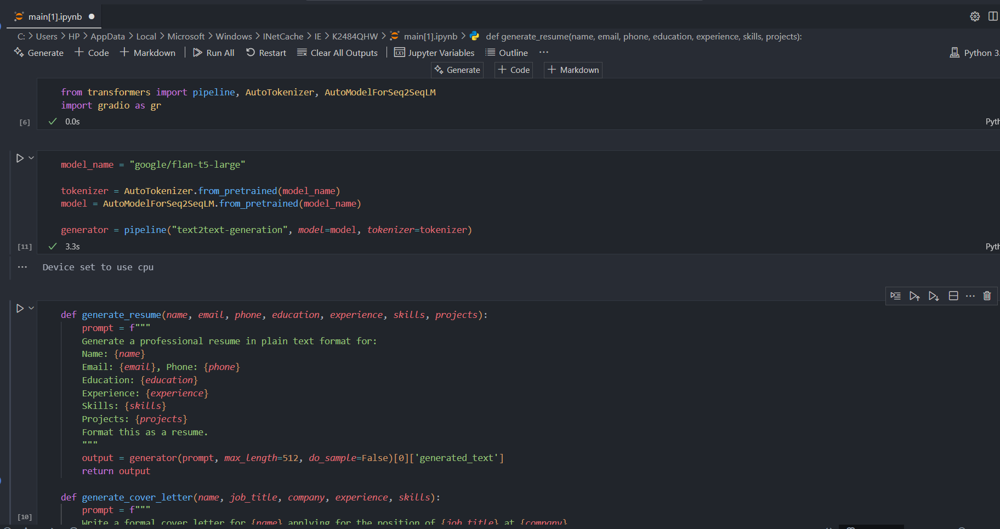 main[1].ipynb
C: > Users > HP > AppData > Local > Microsoft > Windows > INetCache > IE > K2484QHW > main[1].ipynb > def generate_resume(name, email, phone, education, experience, skills, projects):
Generate + Code + Markdown | Run All Restart Clear All Outputs | Jupyter Variables Outline ... Python 3.
Generate + Code + Markdown
from transformers import pipeline, AutoTokenizer, AutoModelForSeq2SeqLM
import gradio as gr
[6] 0.0s Pyth
model_name = "google/flan-t5-large"
tokenizer = AutoTokenizer.from_pretrained(model_name)
model = AutoModelForSeq2SeqLM.from_pretrained(model_name)
generator = pipeline("text2text-generation", model=model, tokenizer=tokenizer)
[11] 3.3s Pyth
... Device set to use cpu
def generate_resume(name, email, phone, education, experience, skills, projects):
prompt = f"""
Generate a professional resume in plain text format for:
Name: {name}
Email: {email}, Phone: {phone}
Education: {education}
Experience: {experience}
Skills: {skills}
Projects: {projects}
Format this as a resume.
"""
output = generator(prompt, max_length=512, do_sample=False)[0]['generated_text']
return output
def generate_cover_letter(name, job_title, company, experience, skills):
prompt = f"""
[10]
Write a formal cover letter for {name} applying for the position of {job_title} at {company}